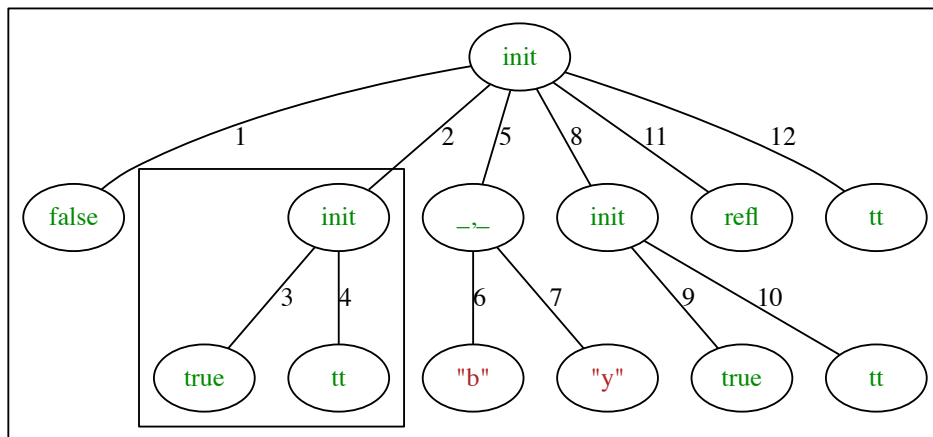 init
1 2 5 8 11 12
false init _,_ init refl tt
3 4 6 7 9 10
true tt "b" "y" true tt